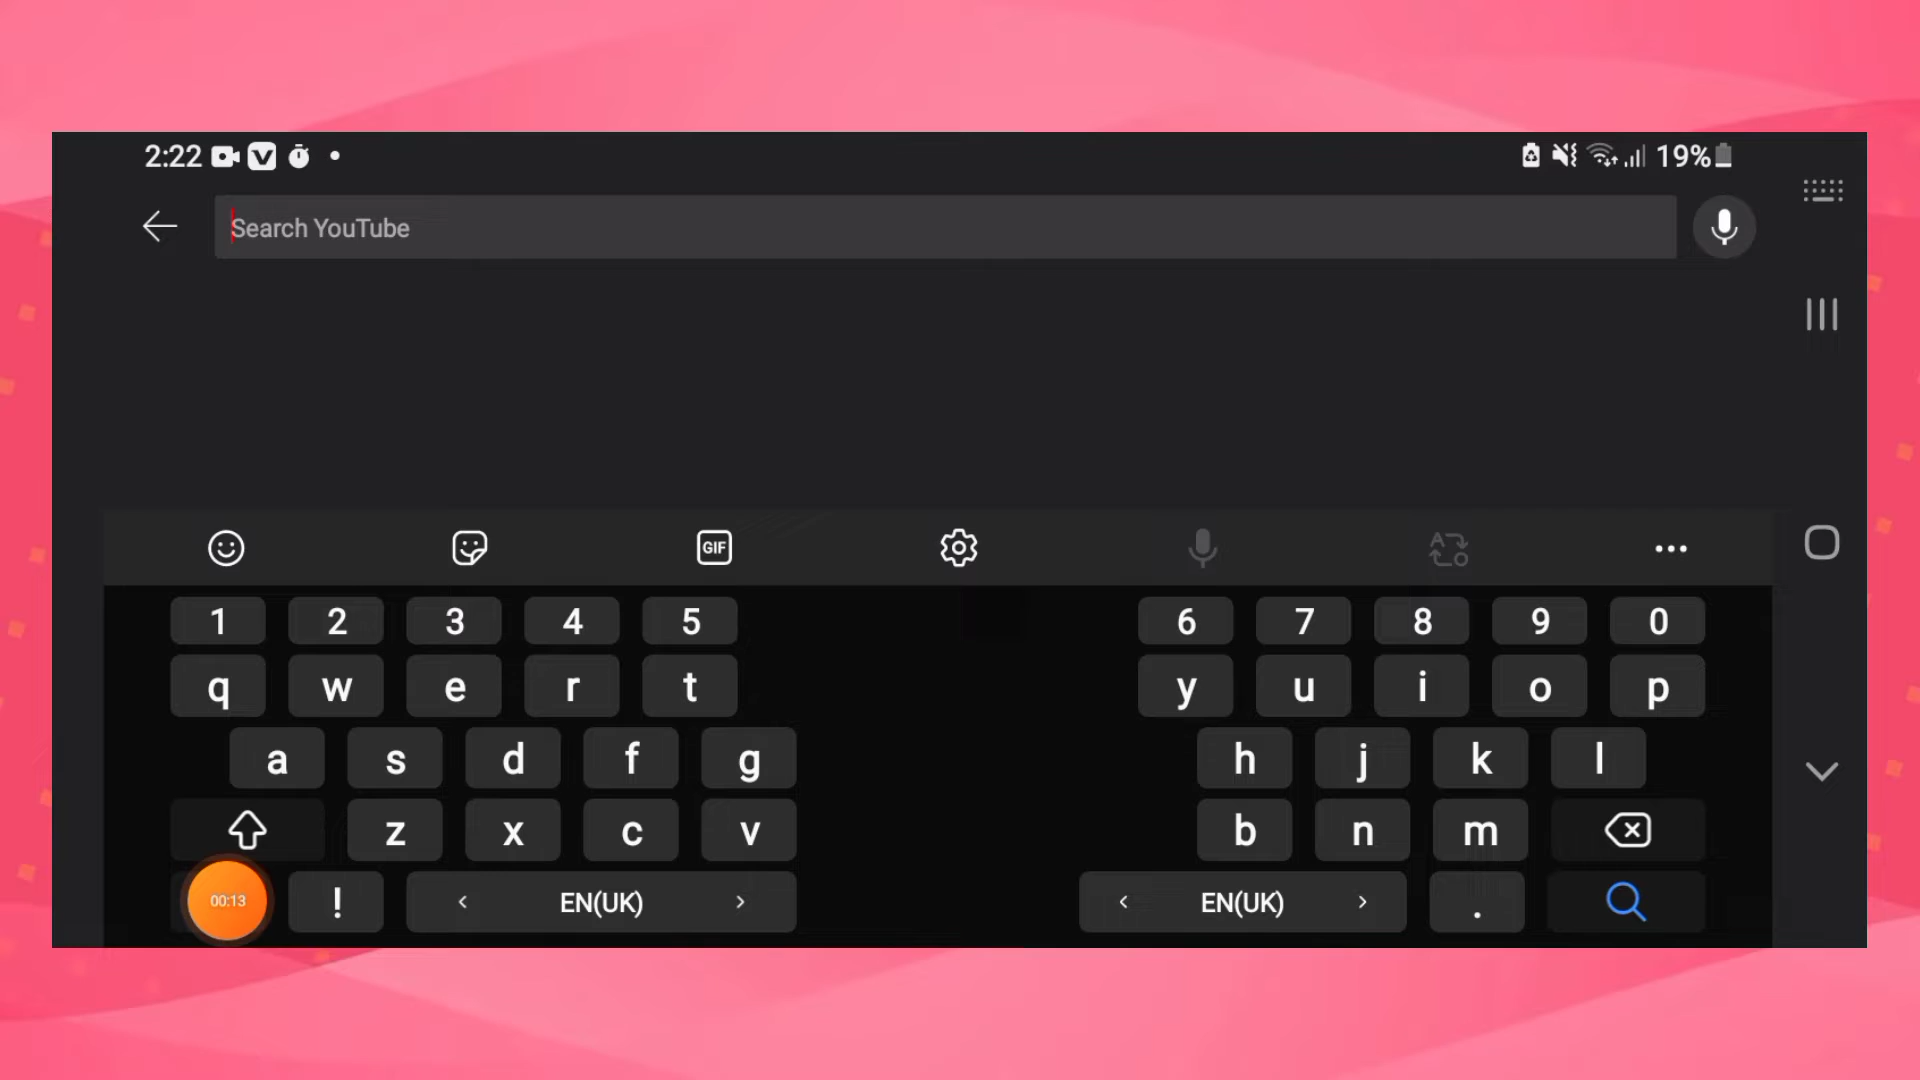 2:22 19%
Search YouTube
GIF
1 2 3 4 5 6 7 8 9 0
q w e r t y u i o p
a s d f g h j k l
z x c v b n m
00:13 ! < EN(UK) > < EN(UK) > .